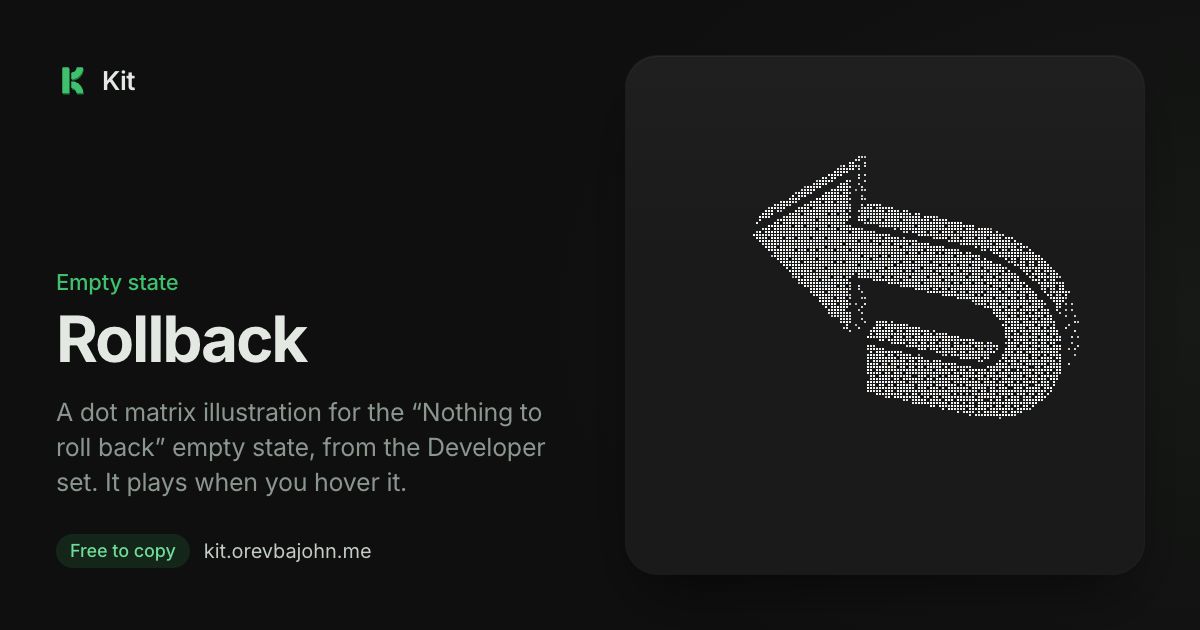 Kit
Empty state
Rollback
A dot matrix illustration for the “Nothing to
roll back” empty state, from the Developer
set. It plays when you hover it.
Free to copy
kit.orevbajohn.me